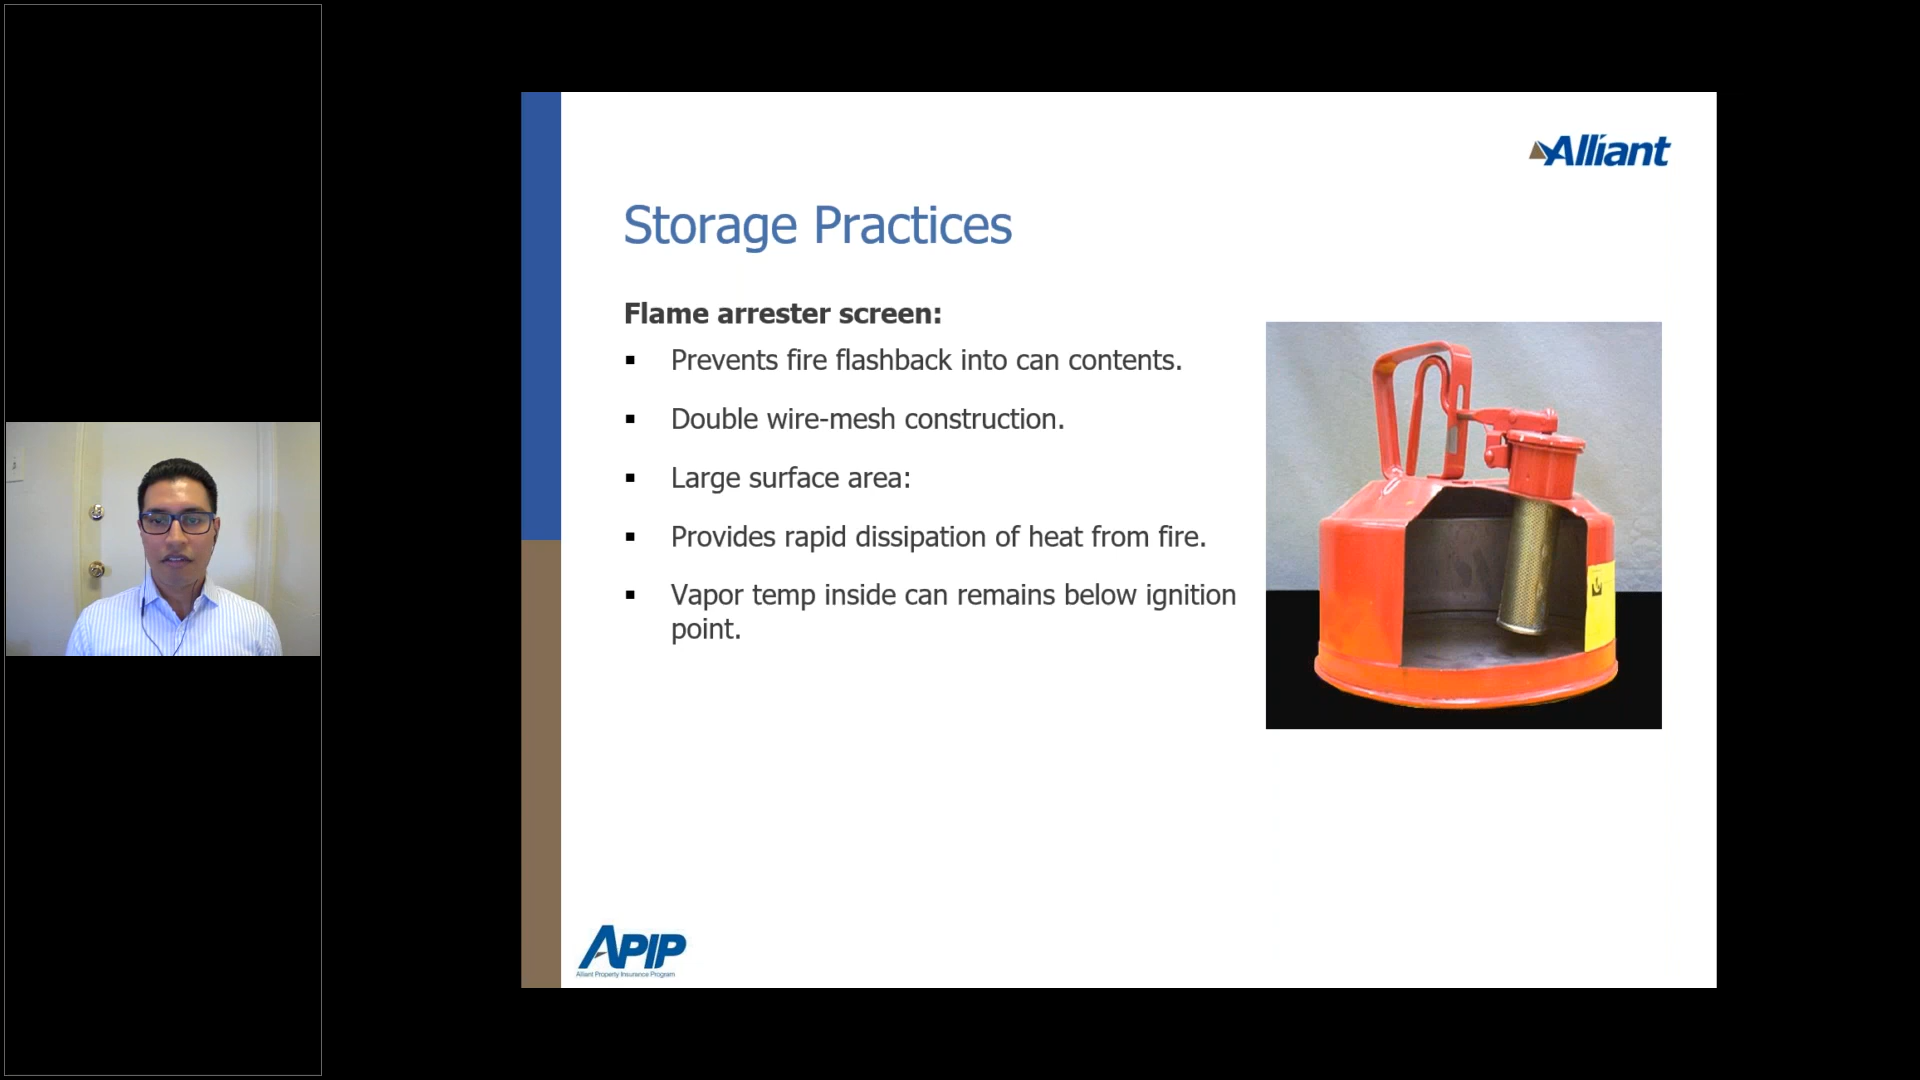 Alliant
Storage Practices
Flame arrester screen:
▪ Prevents fire flashback into can contents.
▪ Double wire-mesh construction.
▪ Large surface area:
▪ Provides rapid dissipation of heat from fire.
▪ Vapor temp inside can remains below ignition
point.
APIP
Alliant Property Insurance Program